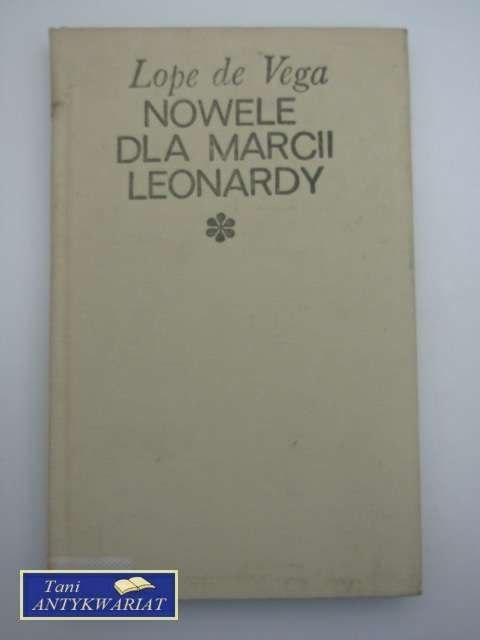 Lope de Vega
NOWELE
DLA MARCII
LEONARDY
Tani
ANTYKWARIAT